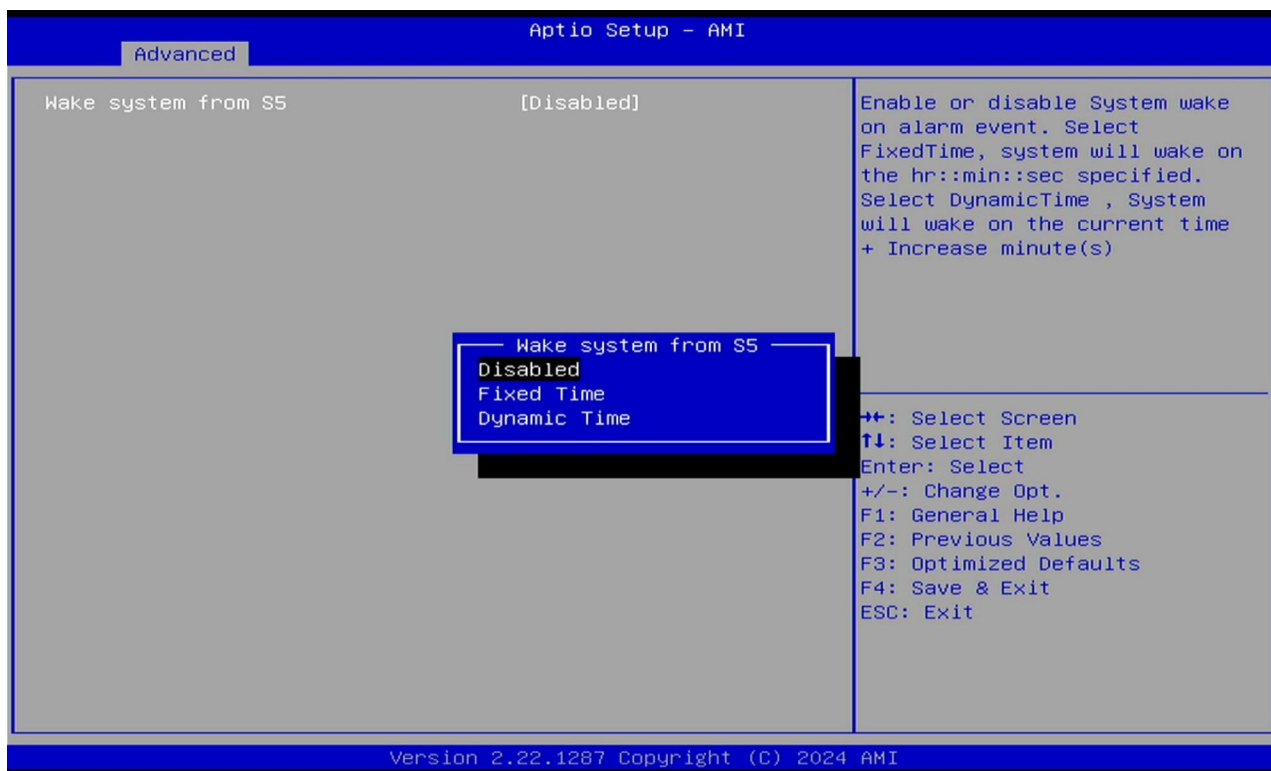 Aptio Setup – AMI
Advanced
Wake system from S5 [Disabled]
Enable or disable System wake
on alarm event. Select
FixedTime, system will wake on
the hr::min::sec specified.
Select DynamicTime , System
will wake on the current time
+ Increase minute(s)
Wake system from S5
Disabled
Fixed Time
Dynamic Time
→←: Select Screen
↑↓: Select Item
Enter: Select
+/-: Change Opt.
F1: General Help
F2: Previous Values
F3: Optimized Defaults
F4: Save & Exit
ESC: Exit
Version 2.22.1287 Copyright (C) 2024 AMI